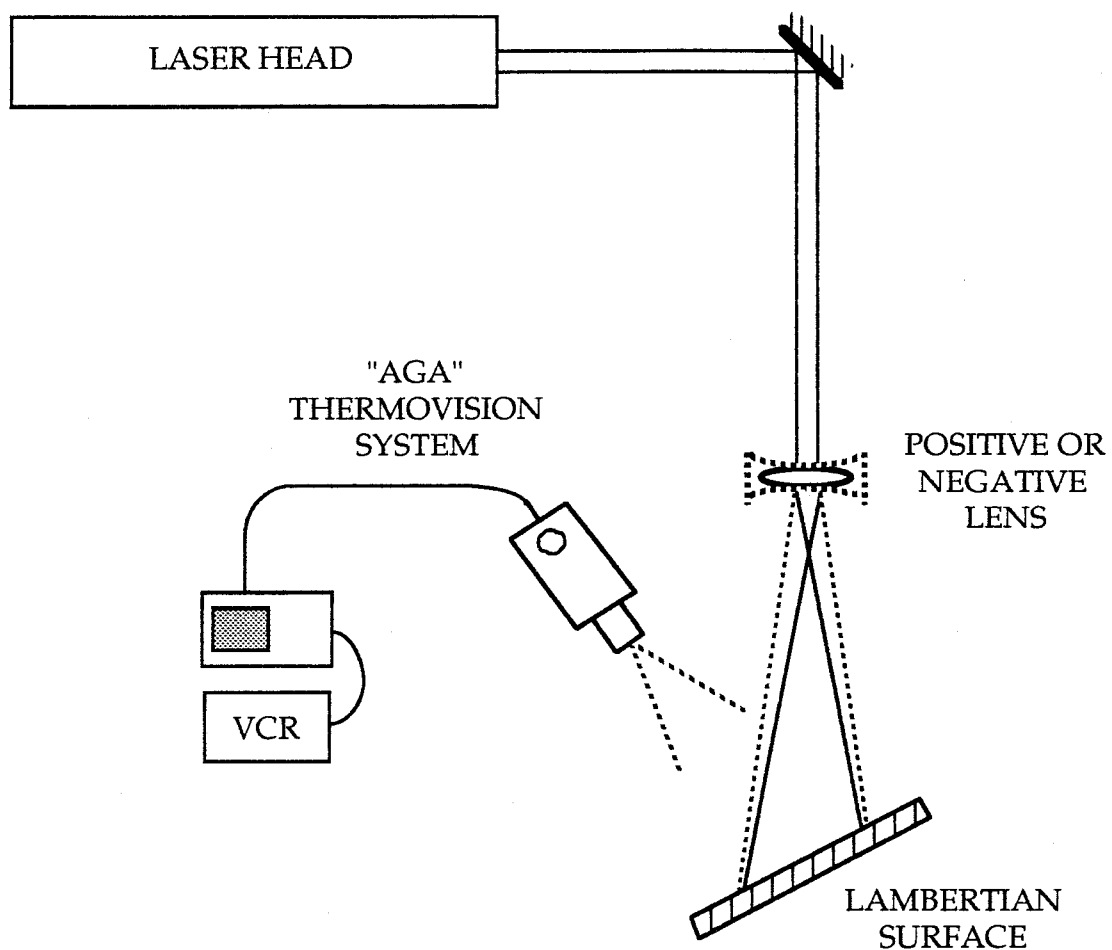 LASER HEAD
"AGA"
THERMOVISION
SYSTEM
POSITIVE OR
NEGATIVE
LENS
VCR
LAMBERTIAN
SURFACE